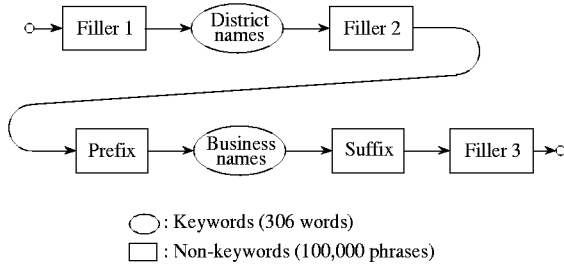 Filler 1
District
names
Filler 2
Prefix
Business
names
Suffix
Filler 3
: Keywords (306 words)
: Non-keywords (100,000 phrases)